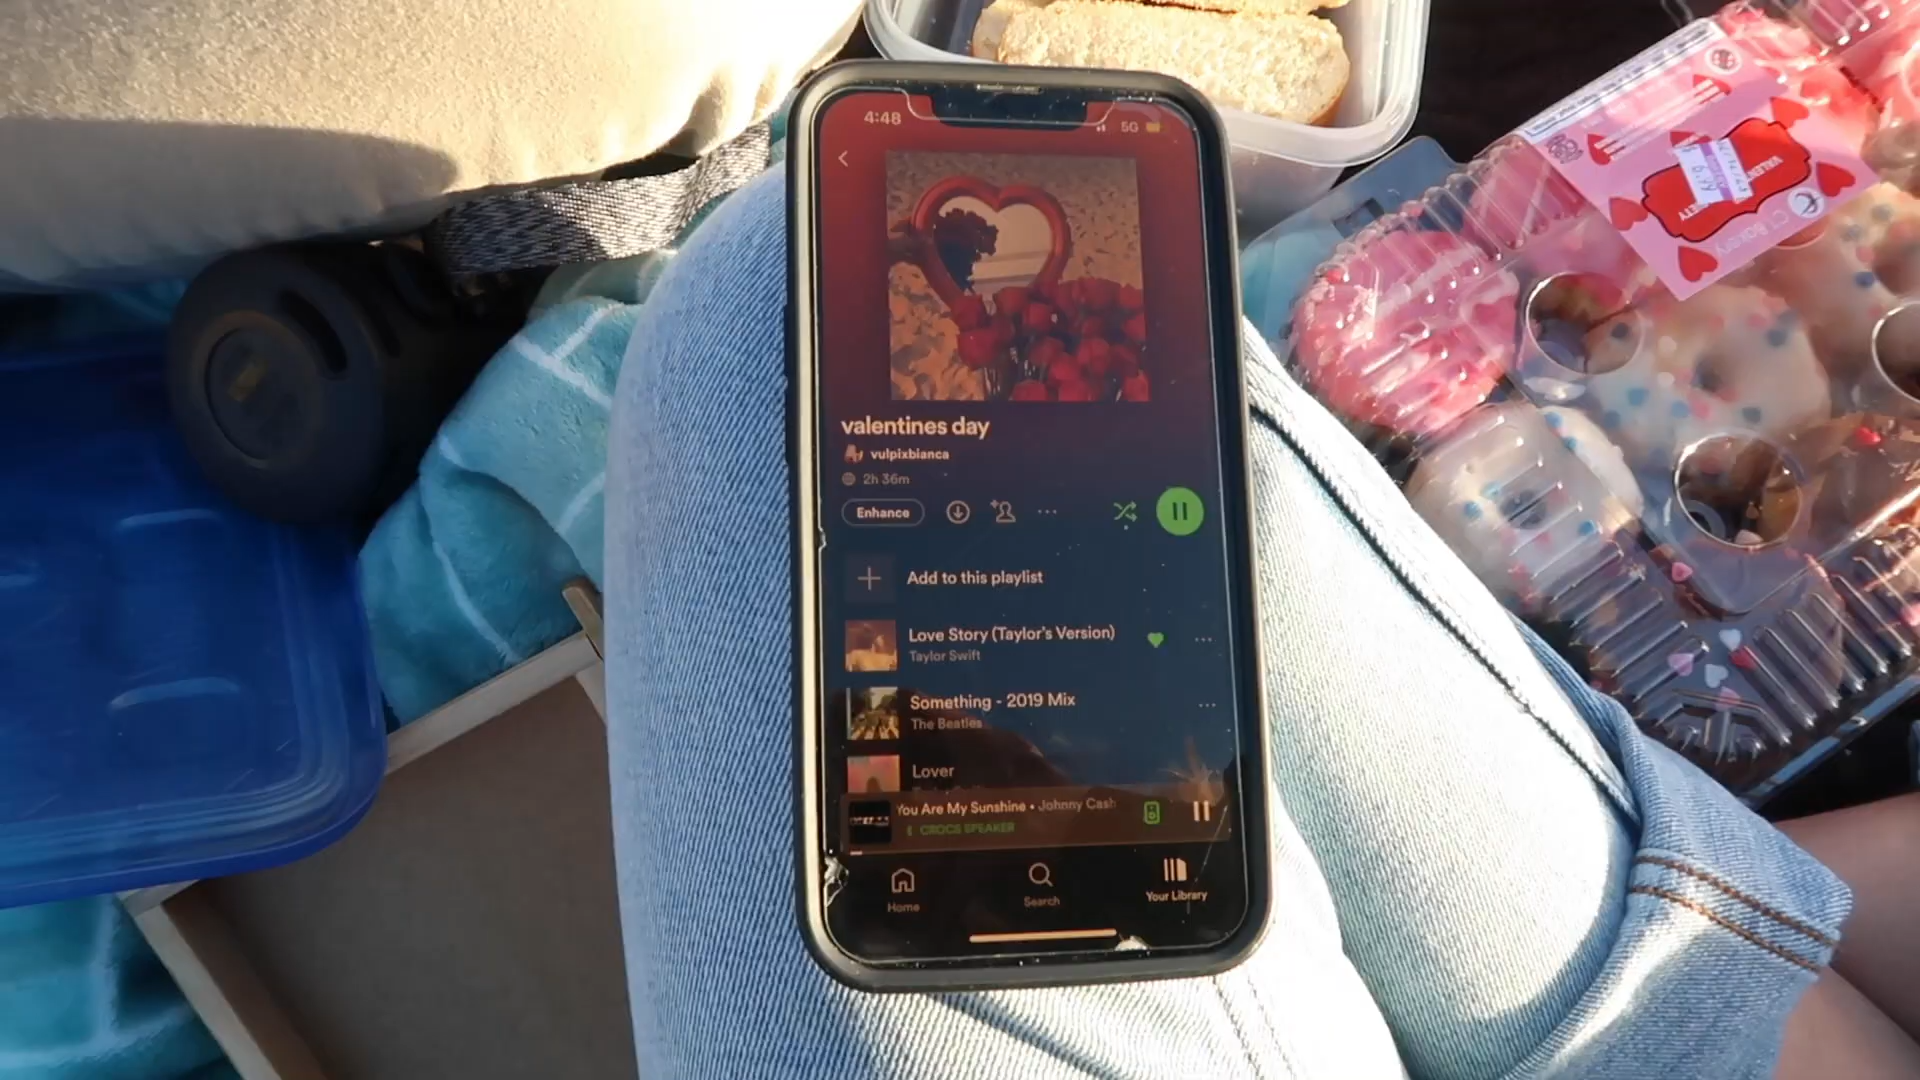 4:48
5G
valentines day
vulpixbianca
2h 36m
Enhance
Add to this playlist
Love Story (Taylor's Version)
Taylor Swift
Something - 2019 Mix
The Beatles
Lover
You Are My Sunshine • Johnny Cash
CROCS SPEAKER
Home
Search
Your Library